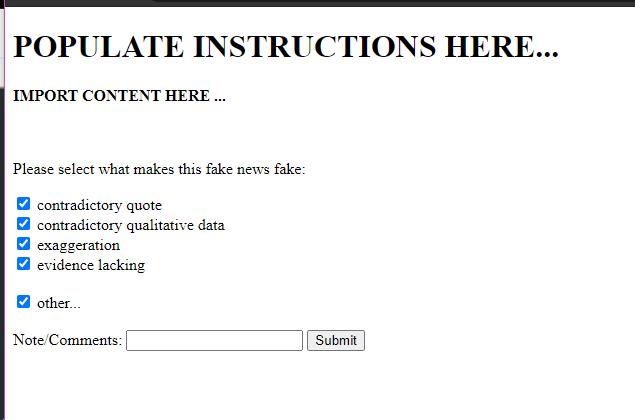 POPULATE INSTRUCTIONS HERE...
IMPORT CONTENT HERE ...
Please select what makes this fake news fake:
contradictory quote
contradictory qualitative data
exaggeration
evidence lacking
other...
Note/Comments: Submit